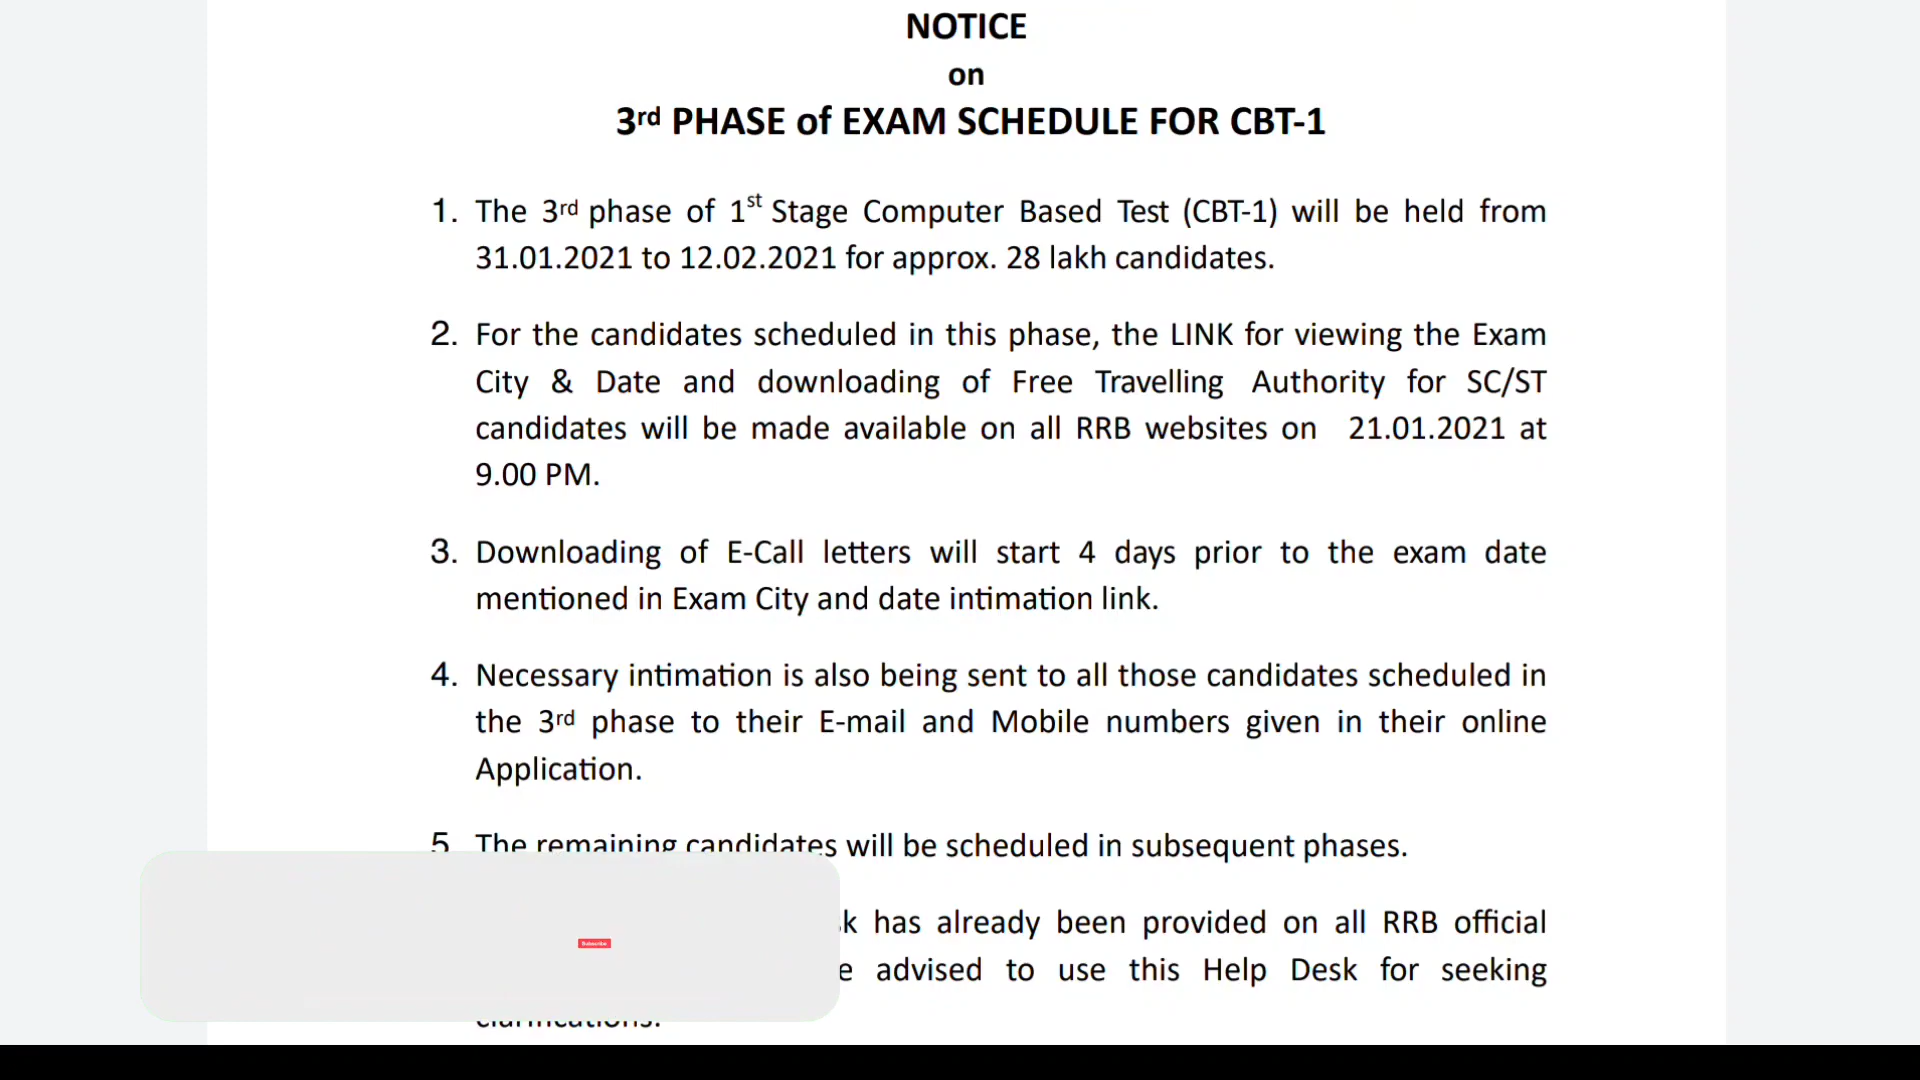 NOTICE
on
3rd PHASE of EXAM SCHEDULE FOR CBT-1
1. The 3rd phase of 1st Stage Computer Based Test (CBT-1) will be held from
31.01.2021 to 12.02.2021 for approx. 28 lakh candidates.
2. For the candidates scheduled in this phase, the LINK for viewing the Exam
City & Date and downloading of Free Travelling Authority for SC/ST
candidates will be made available on all RRB websites on 21.01.2021 at
9.00 PM.
3. Downloading of E-Call letters will start 4 days prior to the exam date
mentioned in Exam City and date intimation link.
4. Necessary intimation is also being sent to all those candidates scheduled in
the 3rd phase to their E-mail and Mobile numbers given in their online
Application.
5. The remaining candidates will be scheduled in subsequent phases.
has already been provided on all RRB official
Subscribe
advised to use this Help Desk for seeking
clarifications.